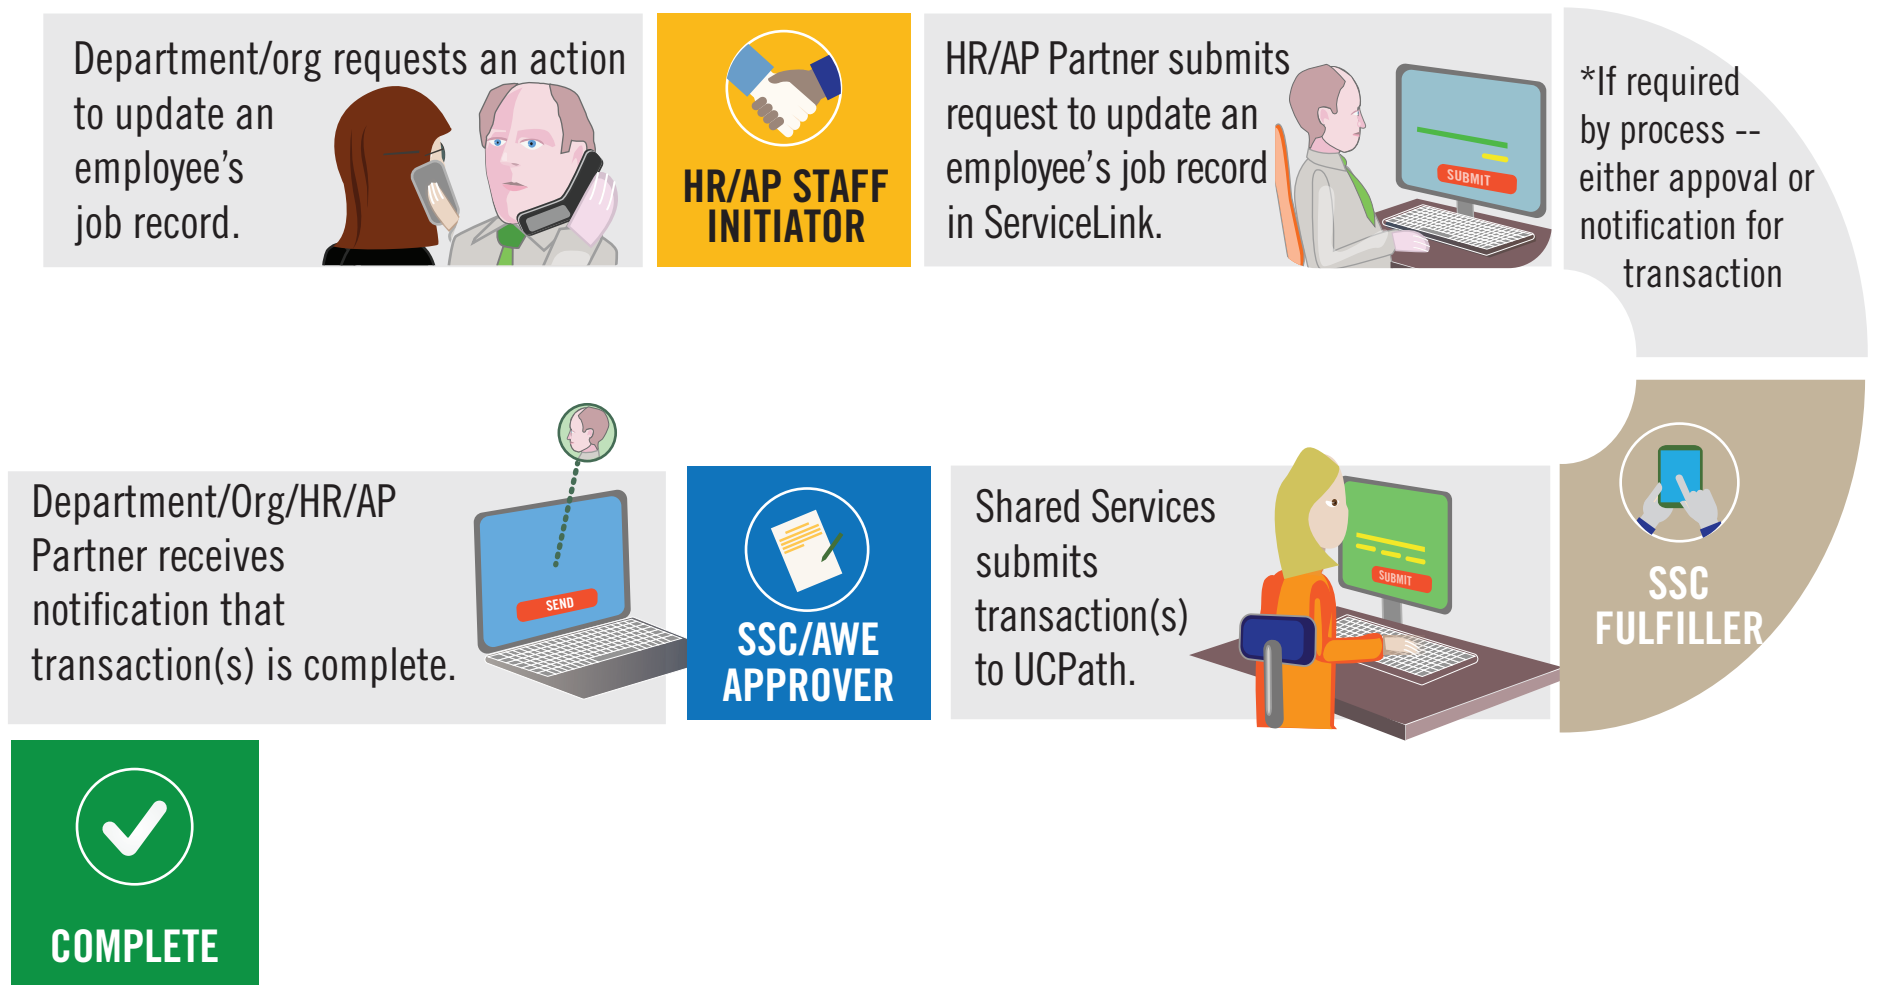 Department/org requests an action
to update an
employee's
job record.
HR/AP STAFF
INITIATOR
HR/AP Partner submits
request to update an
employee's job record
in ServiceLink.
SUBMIT
*If required
by process --
either appoval or
notification for
transaction
SSC
FULFILLER
Shared Services
submits
transaction(s)
to UCPath.
SUBMIT
SSC/AWE
APPROVER
Department/Org/HR/AP
Partner receives
notification that
transaction(s) is complete.
SEND
COMPLETE